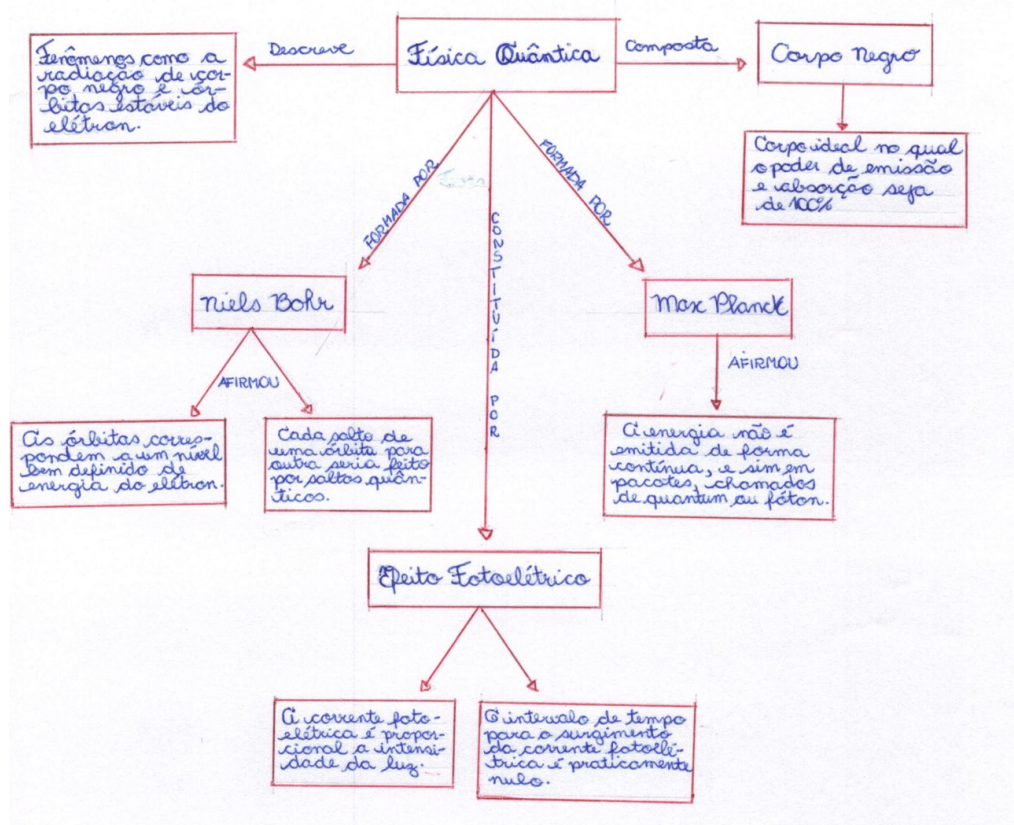 Física Quântica
Descreve
Fenômenos como a
radiação de cor-
po negro e ór-
bitas estáveis do
elétron.
Composta
Corpo Negro
Corpo ideal no qual
o poder de emissão
e absorção seja
de 100%
FORMADA POR
Niels Bohr
AFIRMOU
As órbitas corres-
pondem a um nível
bem definido de
energia do elétron.
Cada salto de
uma órbita para
outra seria feito
por saltos quân-
ticos.
FORMADA POR
Max Planck
AFIRMOU
A energia não é
emitida de forma
contínua, e sim em
pacotes, chamados
de quantum ou fóton.
CONSTITUÍDA POR
Efeito Fotoelétrico
A corrente foto-
elétrica é propor-
cional a intensi-
dade da luz.
O intervalo de tempo
para o surgimento
da corrente fotoelé-
trica é praticamente
nulo.